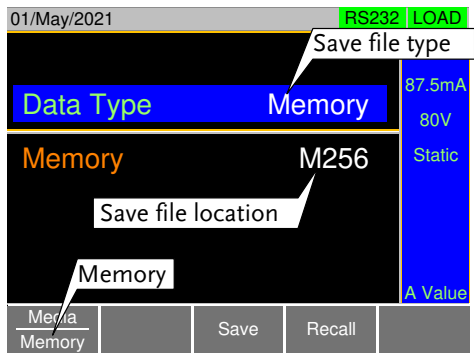 01/May/2021 RS232 LOAD
Save file type
87.5mA
Data Type Memory
80V
Memory M256
Static
Save file location
Memory
A Value
Media
Memory
Save Recall